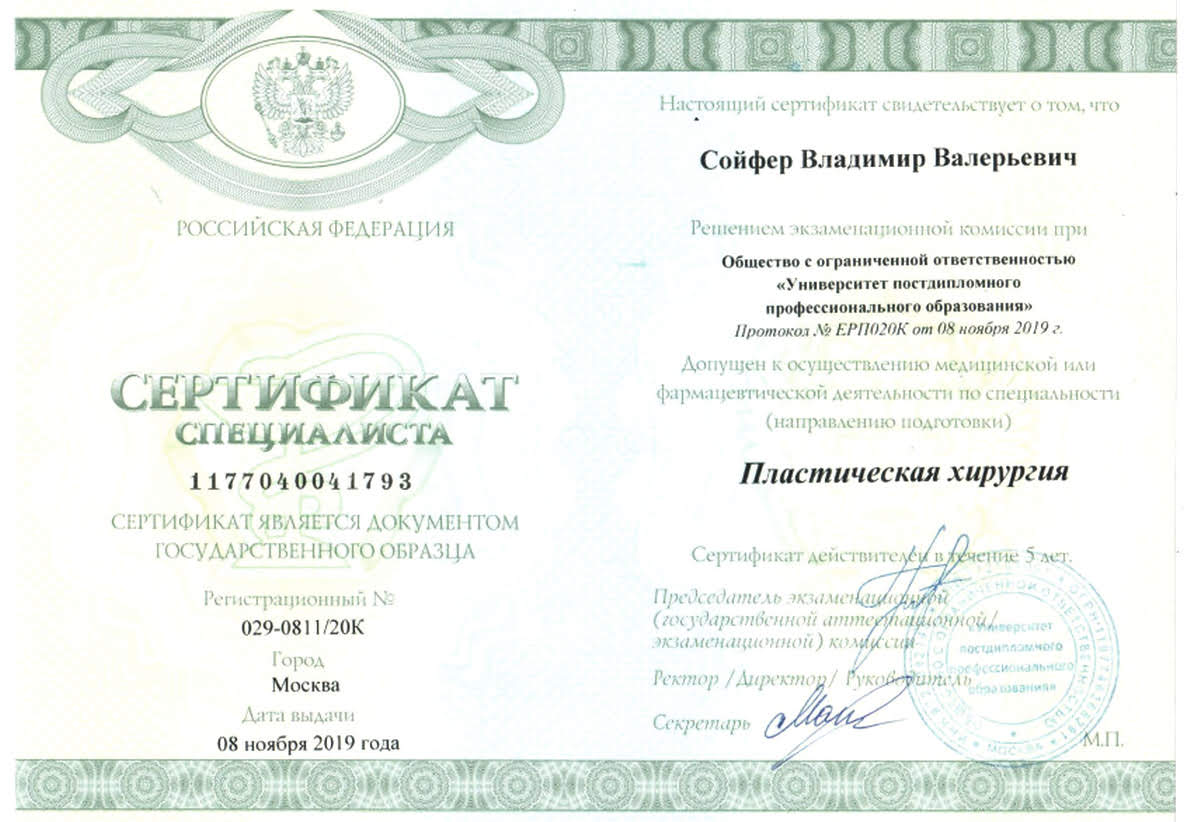 РОССИЙСКАЯ ФЕДЕРАЦИЯ
СЕРТИФИКАТ
СПЕЦИАЛИСТА
1177040041793
СЕРТИФИКАТ ЯВЛЯЕТСЯ ДОКУМЕНТОМ
ГОСУДАРСТВЕННОГО ОБРАЗЦА
Регистрационный №
029-0811/20К
Город
Москва
Дата выдачи
08 ноября 2019 года
Настоящий сертификат свидетельствует о том, что
Сойфер Владимир Валерьевич
Решением экзаменационной комиссии при
Общество с ограниченной ответственностью
«Университет постдипломного
профессионального образования»
Протокол № ЕРП020К от 08 ноября 2019 г.
Допущен к осуществлению медицинской или
фармацевтической деятельности по специальности
(направлению подготовки)
Пластическая хирургия
Сертификат действителен в течение 5 лет.
Председатель экзаменационной
(государственной аттестационной/
экзаменационной) комиссии
Ректор /Директор/ Руководитель
Секретарь
М.П.
«Университет
постдипломного
профессионального
образования»
МОСКВА